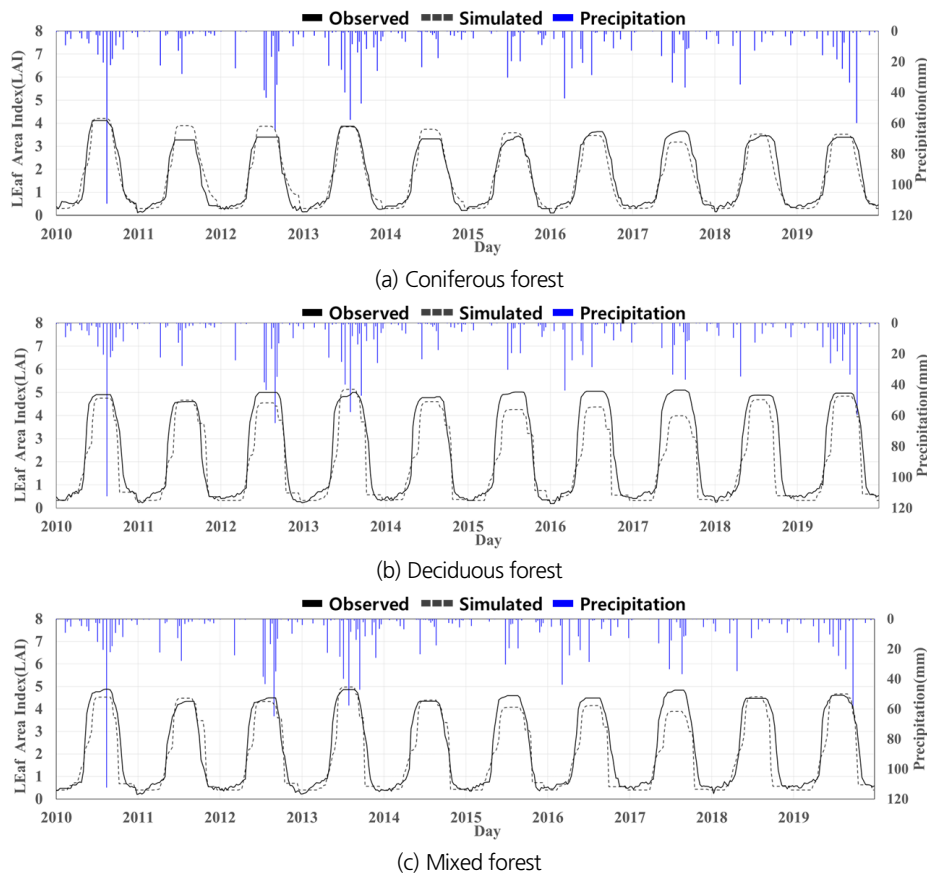 Observed Simulated Precipitation
8 0
7 20
6 40
5
4 60
3 80
2
1 100
0 120
LEaf Area Index(LAI)
Precipitation(mm)
2010 2011 2012 2013 2014 2015 2016 2017 2018 2019
Day
(a) Coniferous forest
Observed Simulated Precipitation
8 0
7 20
6 40
5
4 60
3 80
2
1 100
0 120
LEaf Area Index(LAI)
Precipitation(mm)
2010 2011 2012 2013 2014 2015 2016 2017 2018 2019
Day
(b) Deciduous forest
Observed Simulated Precipitation
8 0
7 20
6 40
5
4 60
3 80
2
1 100
0 120
LEaf Area Index(LAI)
Precipitation(mm)
2010 2011 2012 2013 2014 2015 2016 2017 2018 2019
Day
(c) Mixed forest